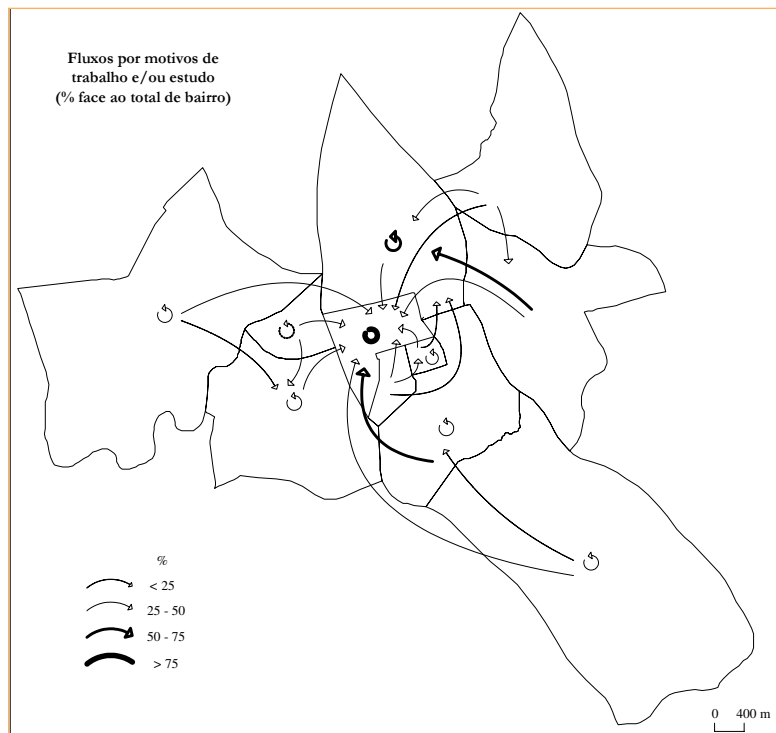 Fluxos por motivos de
trabalho e/ou estudo
(% face ao total de bairro)
%
< 25
25 - 50
50 - 75
> 75
0 400 m